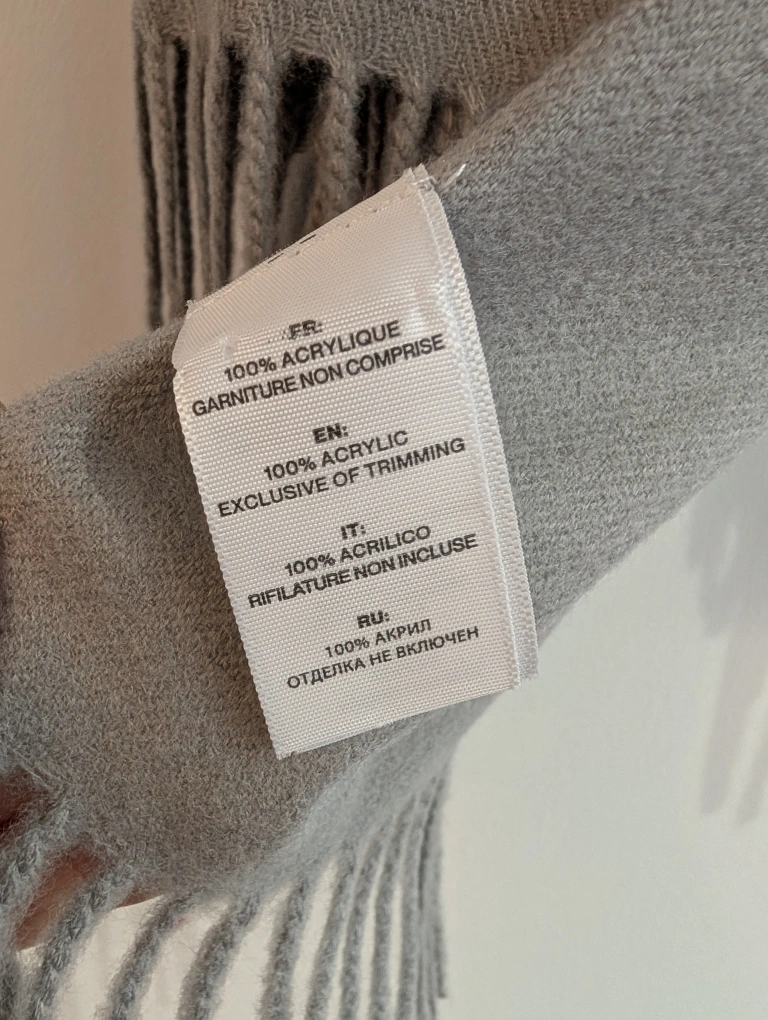 FR:
100% ACRYLIQUE
GARNITURE NON COMPRISE
EN:
100% ACRYLIC
EXCLUSIVE OF TRIMMING
IT:
100% ACRILICO
RIFILATURE NON INCLUSE
RU:
100% АКРИЛ
ОТДЕЛКА НЕ ВКЛЮЧЕН